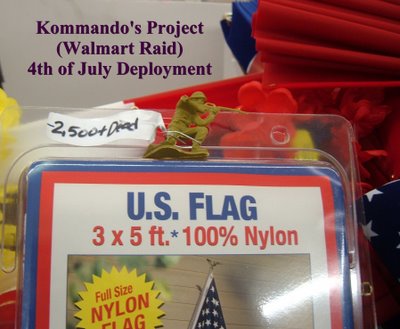 Kommando's Project
(Walmart Raid)
4th of July Deployment
2,500+ Died
U.S. FLAG
3 x 5 ft.* 100% Nylon
Full Size
NYLON
FLAG